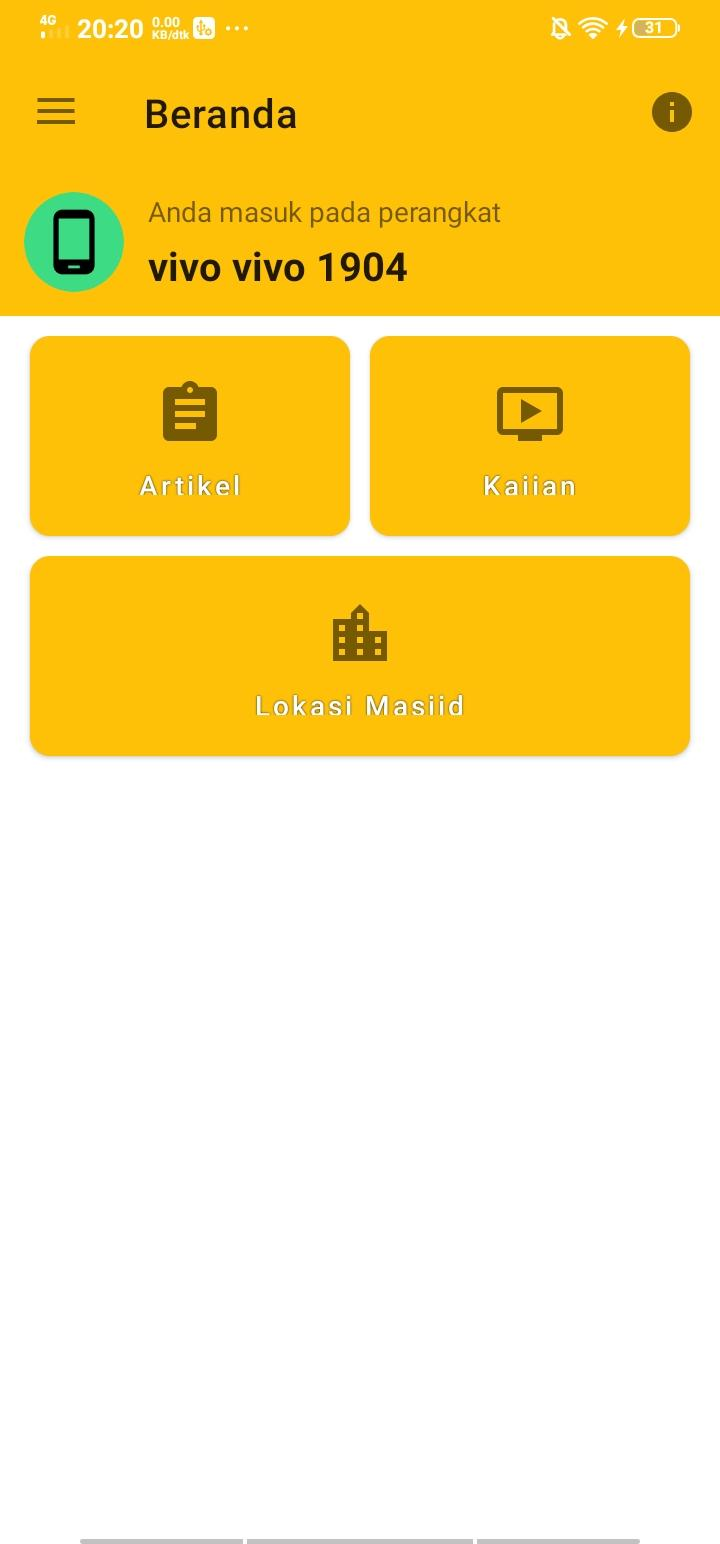 4G 20:20 0.00 KB/dtk 31
Beranda
Anda masuk pada perangkat
vivo vivo 1904
Artikel
Kajian
Lokasi Masjid